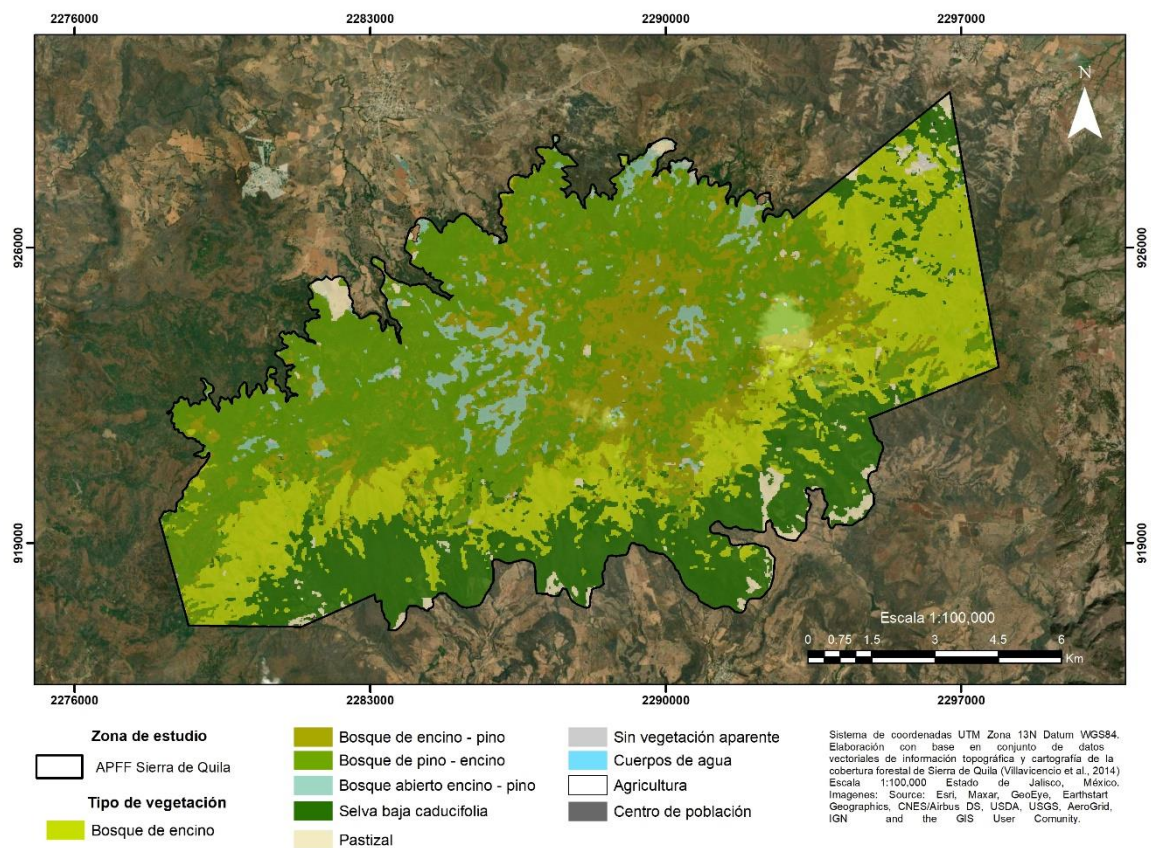 2276000 2283000 2290000 2297000
N
926000 926000
919000 919000
Escala 1:100,000
0 0.75 1.5 3 4.5 6
Km
2276000 2283000 2290000 2297000
Zona de estudio
APFF Sierra de Quila
Tipo de vegetación
Bosque de encino
Bosque de encino - pino
Bosque de pino - encino
Bosque abierto encino - pino
Selva baja caducifolia
Pastizal
Sin vegetación aparente
Cuerpos de agua
Agricultura
Centro de población
Sistema de coordenadas UTM Zona 13N Datum WGS84.
Elaboración con base en conjunto de datos
vectoriales de información topográfica y cartografía de la
cobertura forestal de Sierra de Quila (Villavicencio et al., 2014)
Escala 1:100,000 Estado de Jalisco, México.
Imagenes: Source: Esri, Maxar, GeoEye, Earthstart
Geographics, CNES/Airbus DS, USDA, USGS, AeroGrid,
IGN and the GIS User Comunity.